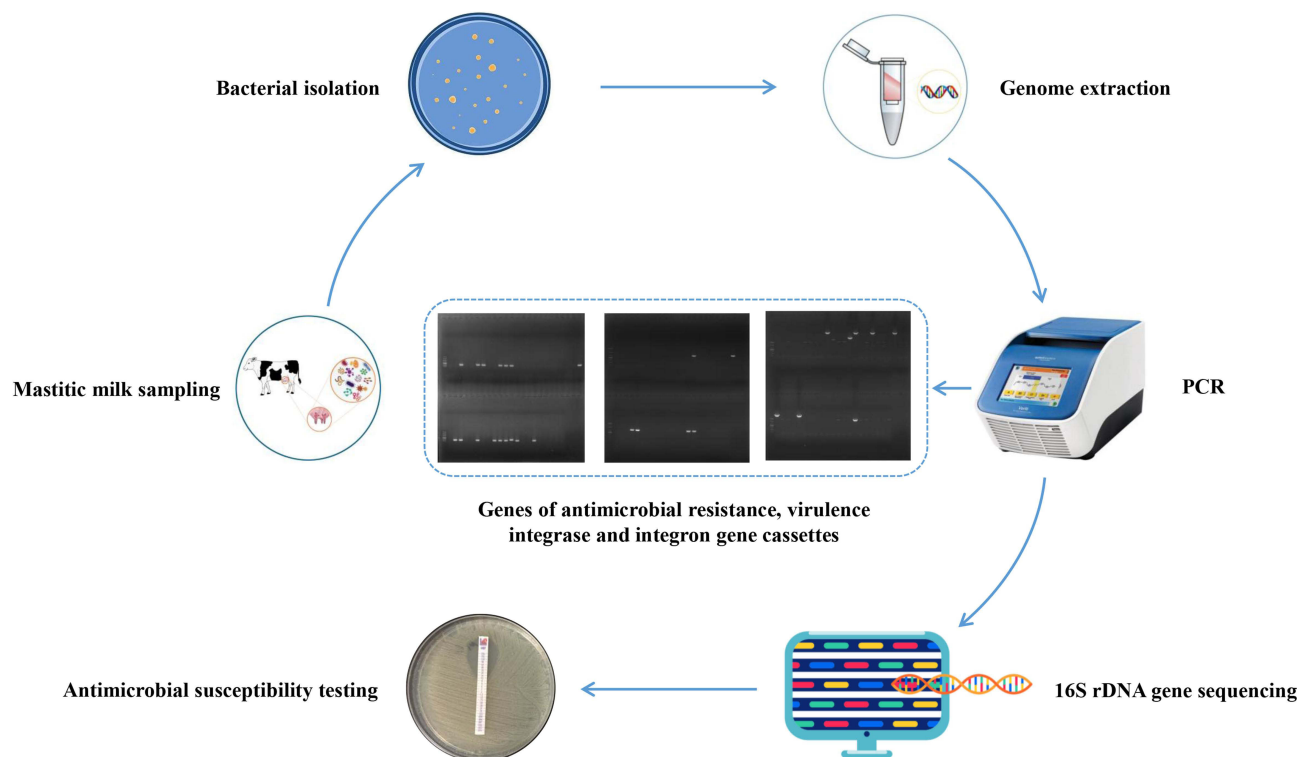 Bacterial isolation
Genome extraction
Mastitic milk sampling
PCR
Genes of antimicrobial resistance, virulence
integrase and integron gene cassettes
Antimicrobial susceptibility testing
16S rDNA gene sequencing